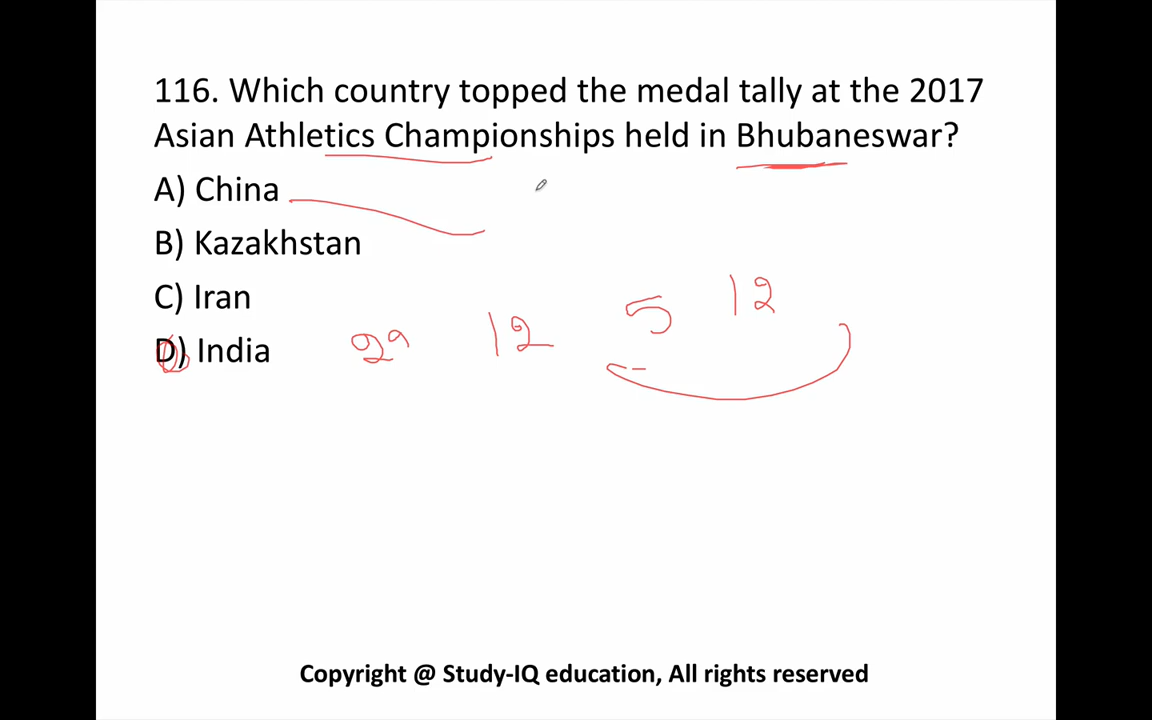 116. Which country topped the medal tally at the 2017
Asian Athletics Championships held in Bhubaneswar?
A) China
B) Kazakhstan
C) Iran
D) India 29 12 5 12
Copyright @ Study-IQ education, All rights reserved